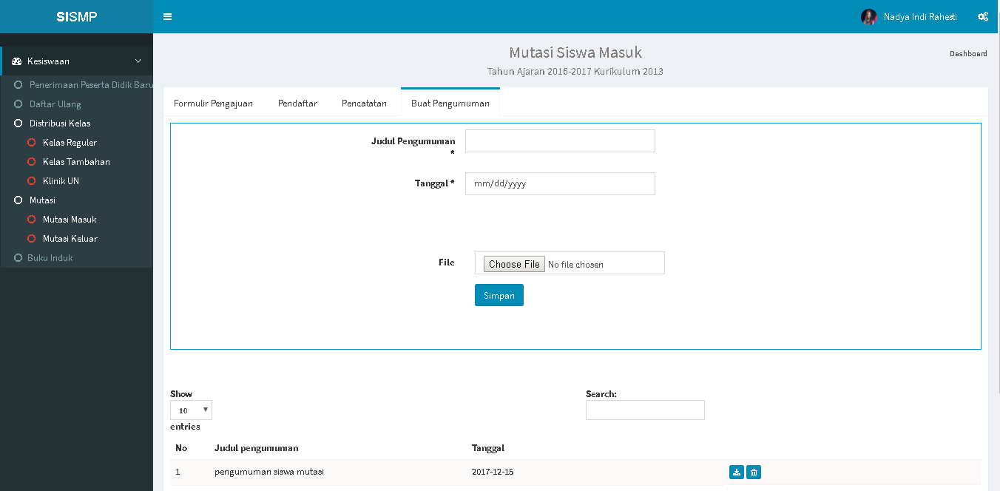 SISMP
Nadya Indi Rahesti
Kesiswaan
Penerimaan Peserta Didik Baru
Daftar Ulang
Distribusi Kelas
Kelas Reguler
Kelas Tambahan
Klinik UN
Mutasi
Mutasi Masuk
Mutasi Keluar
Buku Induk
Mutasi Siswa Masuk
Tahun Ajaran 2016-2017 Kurikulum 2013
Dashboard
Formulir Pengajuan Pendaftar Pencatatan Buat Pengumuman
Judul Pengumuman
*
Tanggal * mm/dd/yyyy
File Choose File No file chosen
Simpan
Show Search:
10
entries
No Judul pengumuman Tanggal
1 pengumuman siswa mutasi 2017-12-15